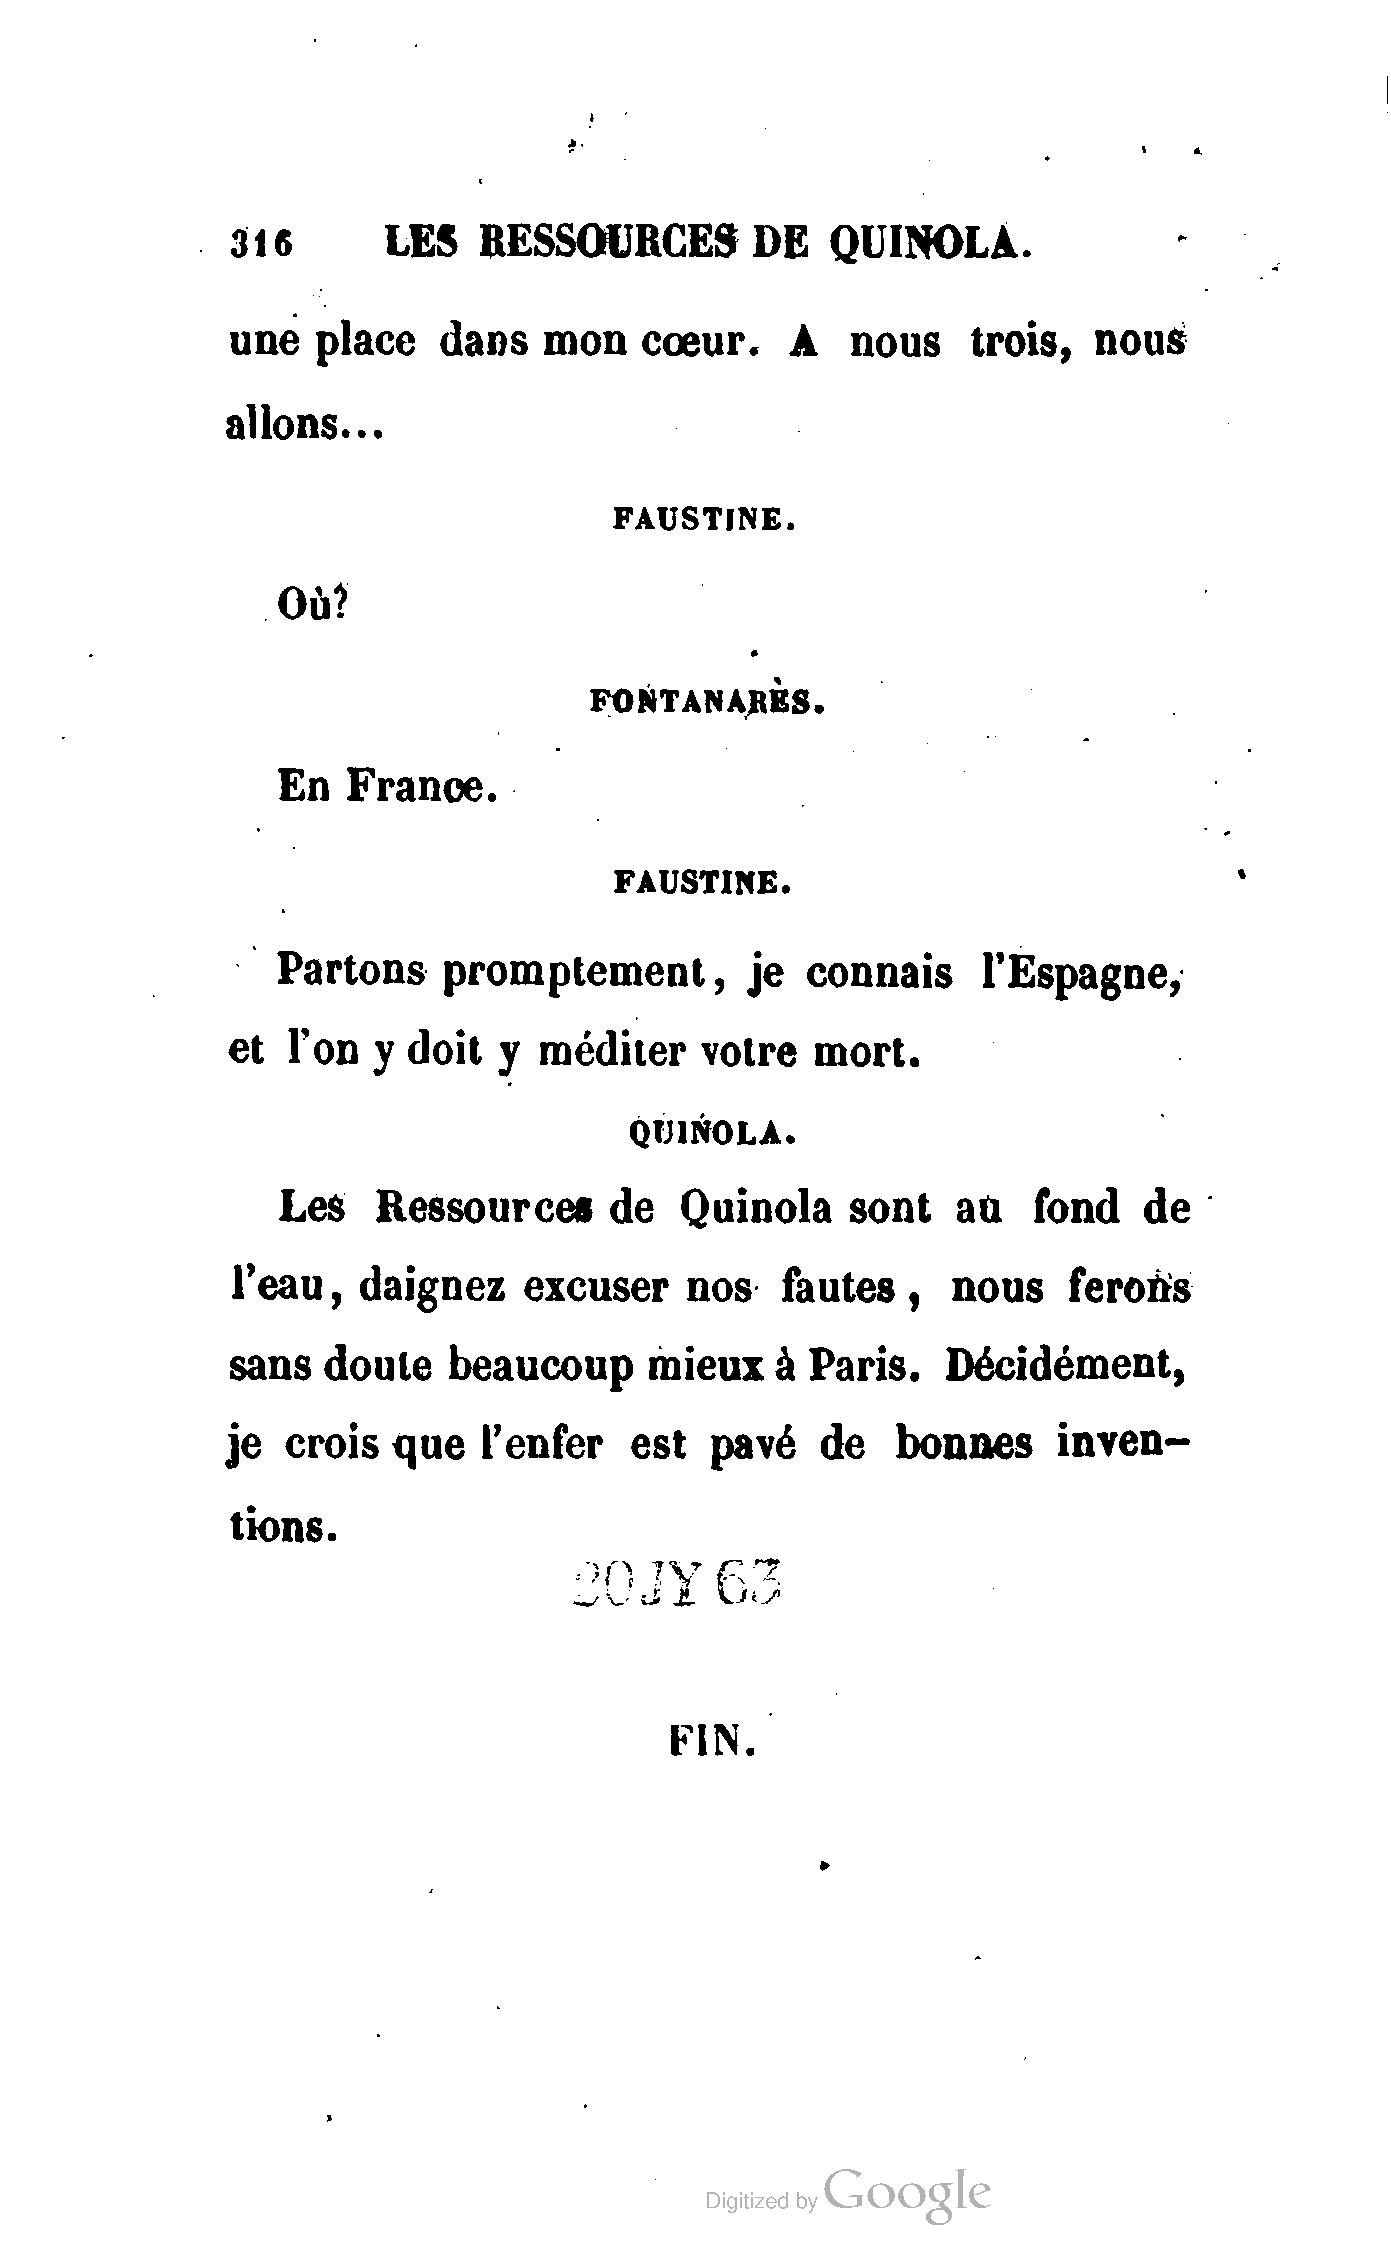 316 LES RESSOURCES DE QUINOLA.
une place dans mon cœur. A nous trois, nous
allons...
FAUSTINE.
Où?
FONTANARÈS.
En France.
FAUSTINE.
Partons promptement, je connais l'Espagne,
et l'on y doit y méditer votre mort.
QUINOLA.
Les Ressources de Quinola sont au fond de
l'eau, daignez excuser nos fautes, nous ferons
sans doute beaucoup mieux à Paris. Décidément,
je crois que l'enfer est pavé de bonnes inven-
tions.
20 JY 63
FIN.
Digitized by Google